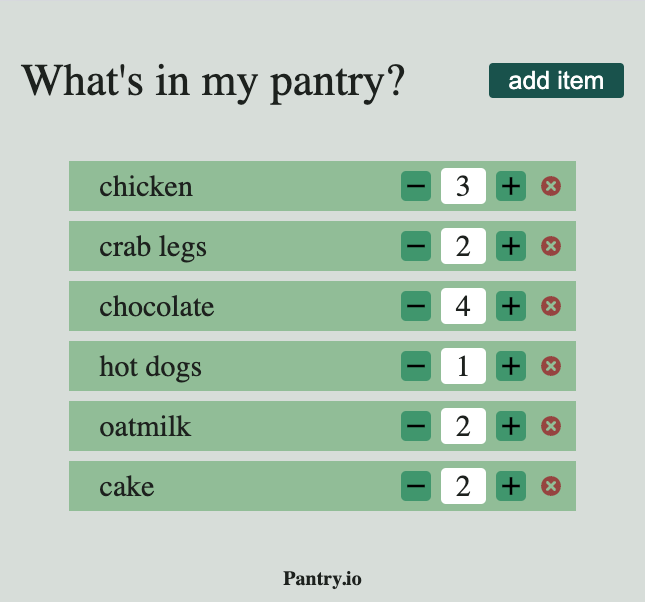 What's in my pantry? add item
chicken 3
crab legs 2
chocolate 4
hot dogs 1
oatmilk 2
cake 2
Pantry.io